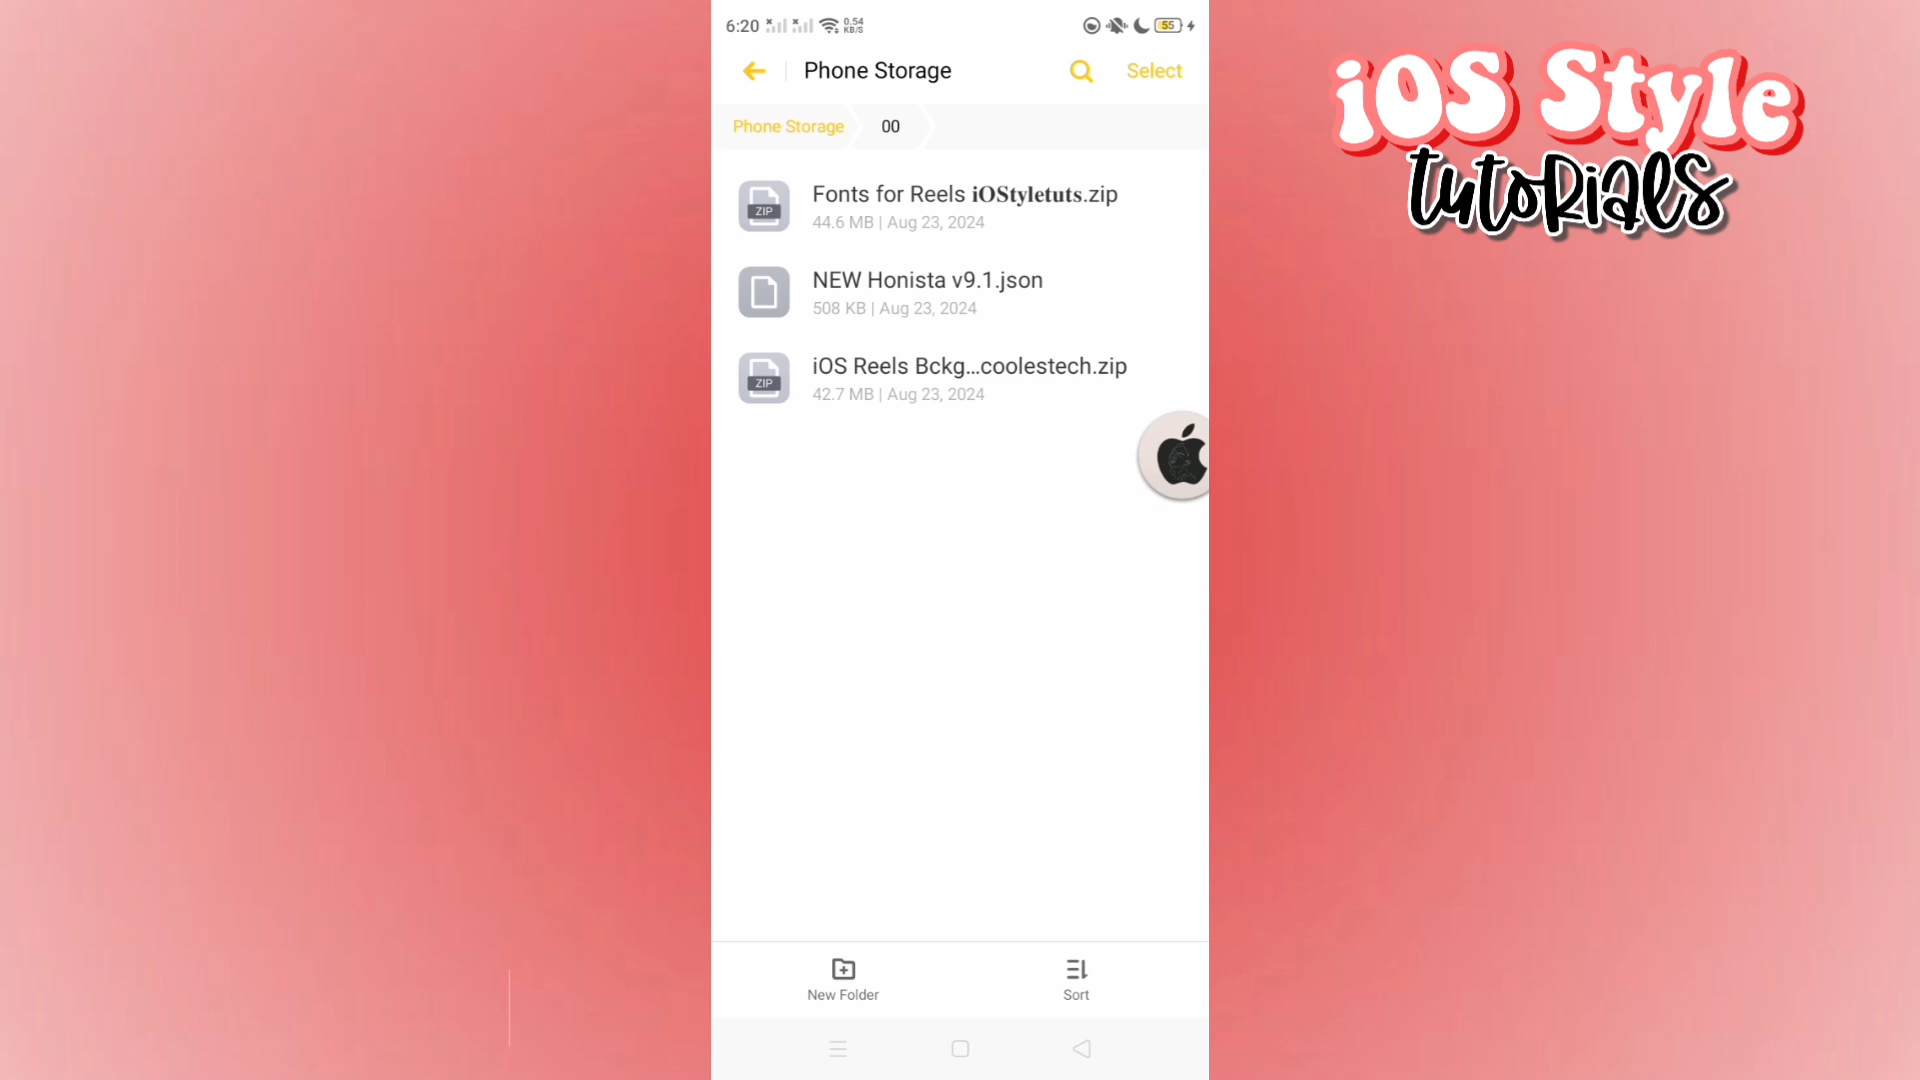 6:20 0.54 KB/S 55
Phone Storage Select
Phone Storage 00
Fonts for Reels 𝐢𝐎𝐒𝐭𝐲𝐥𝐞𝐭𝐮𝐭𝐬.zip
44.6 MB | Aug 23, 2024
NEW Honista v9.1.json
508 KB | Aug 23, 2024
iOS Reels Bckg...coolestech.zip
42.7 MB | Aug 23, 2024
ZIP
ZIP
New Folder Sort
iOS Style
tutoRials